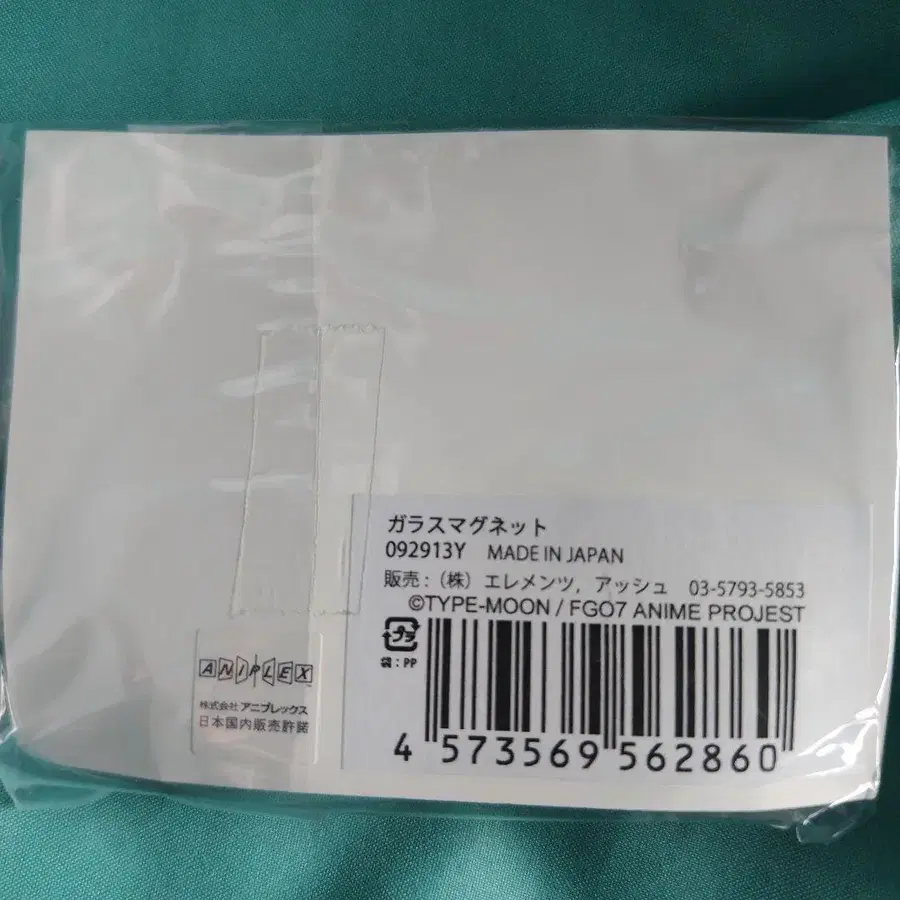 ガラスマグネット
092913Y MADE IN JAPAN
販売：（株）エレメンツ，アッシュ 03-5793-5853
©TYPE-MOON / FGO7 ANIME PROJEST
プラ
袋：PP
4 573569 562860
ANIPLEX
株式会社 アニプレックス
日本国内販売許諾